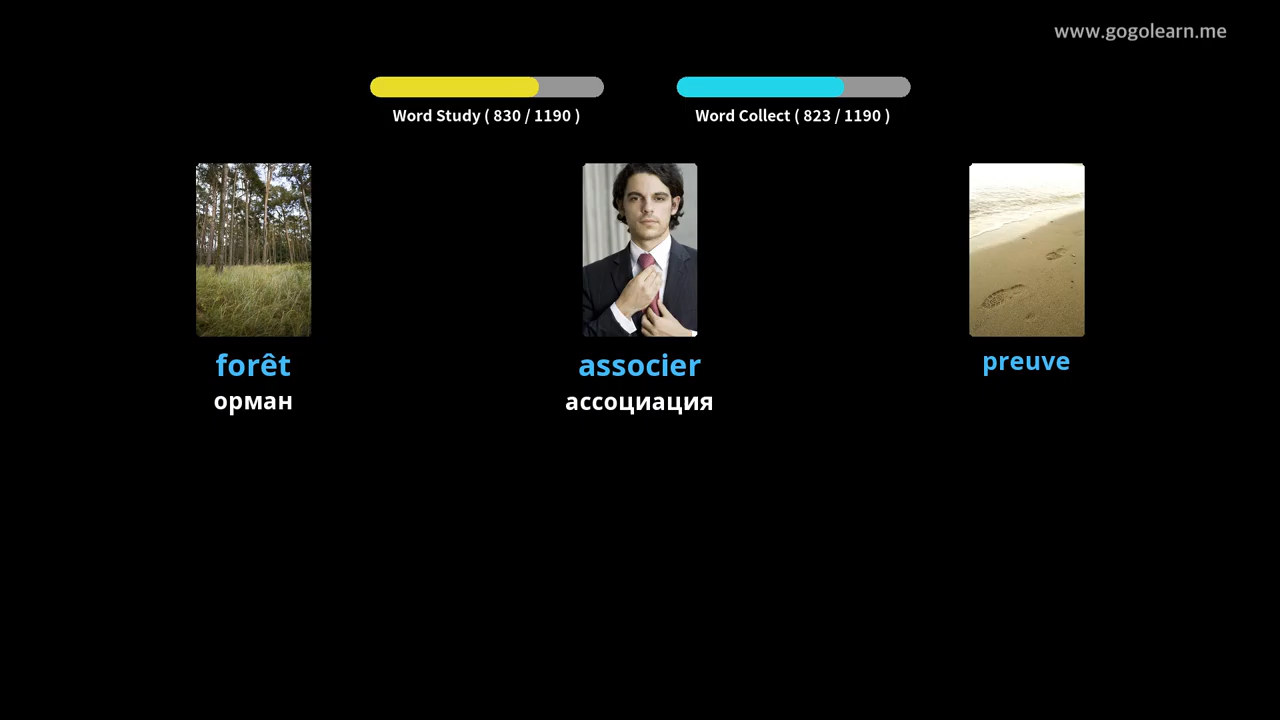 www.gogolearn.me
Word Study ( 830 / 1190 )
Word Collect ( 823 / 1190 )
forêt
орман
associer
ассоциация
preuve